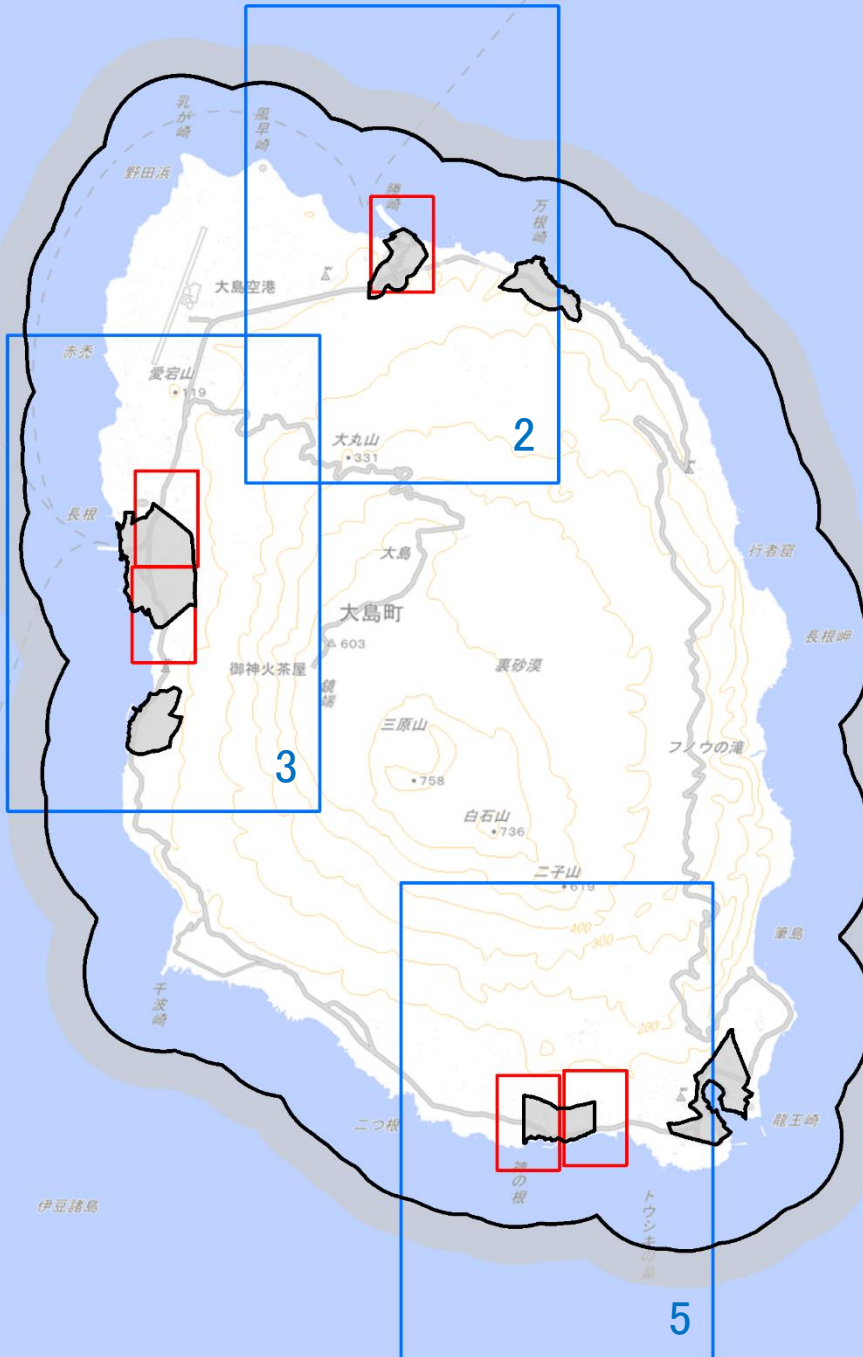 乳が崎
風早崎
野田浜
勝崎
万根崎
大島空港
赤禿
愛宕山
119
2
大丸山
331
長根
大島
行者窟
大島町
長根岬
603
御神火茶屋
鏡端
裏砂漠
三原山
フノウの滝
3
758
白石山
736
二子山
619
400
300
筆島
千波崎
200
二つ根
龍王崎
神の根
トウシキの鼻
伊豆諸島
5